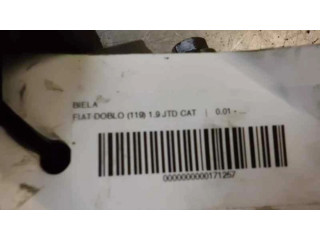 BIELA
FIAT-DOBLO (119) 1.9 JTD CAT | 0.01 - ...
0000000000171257